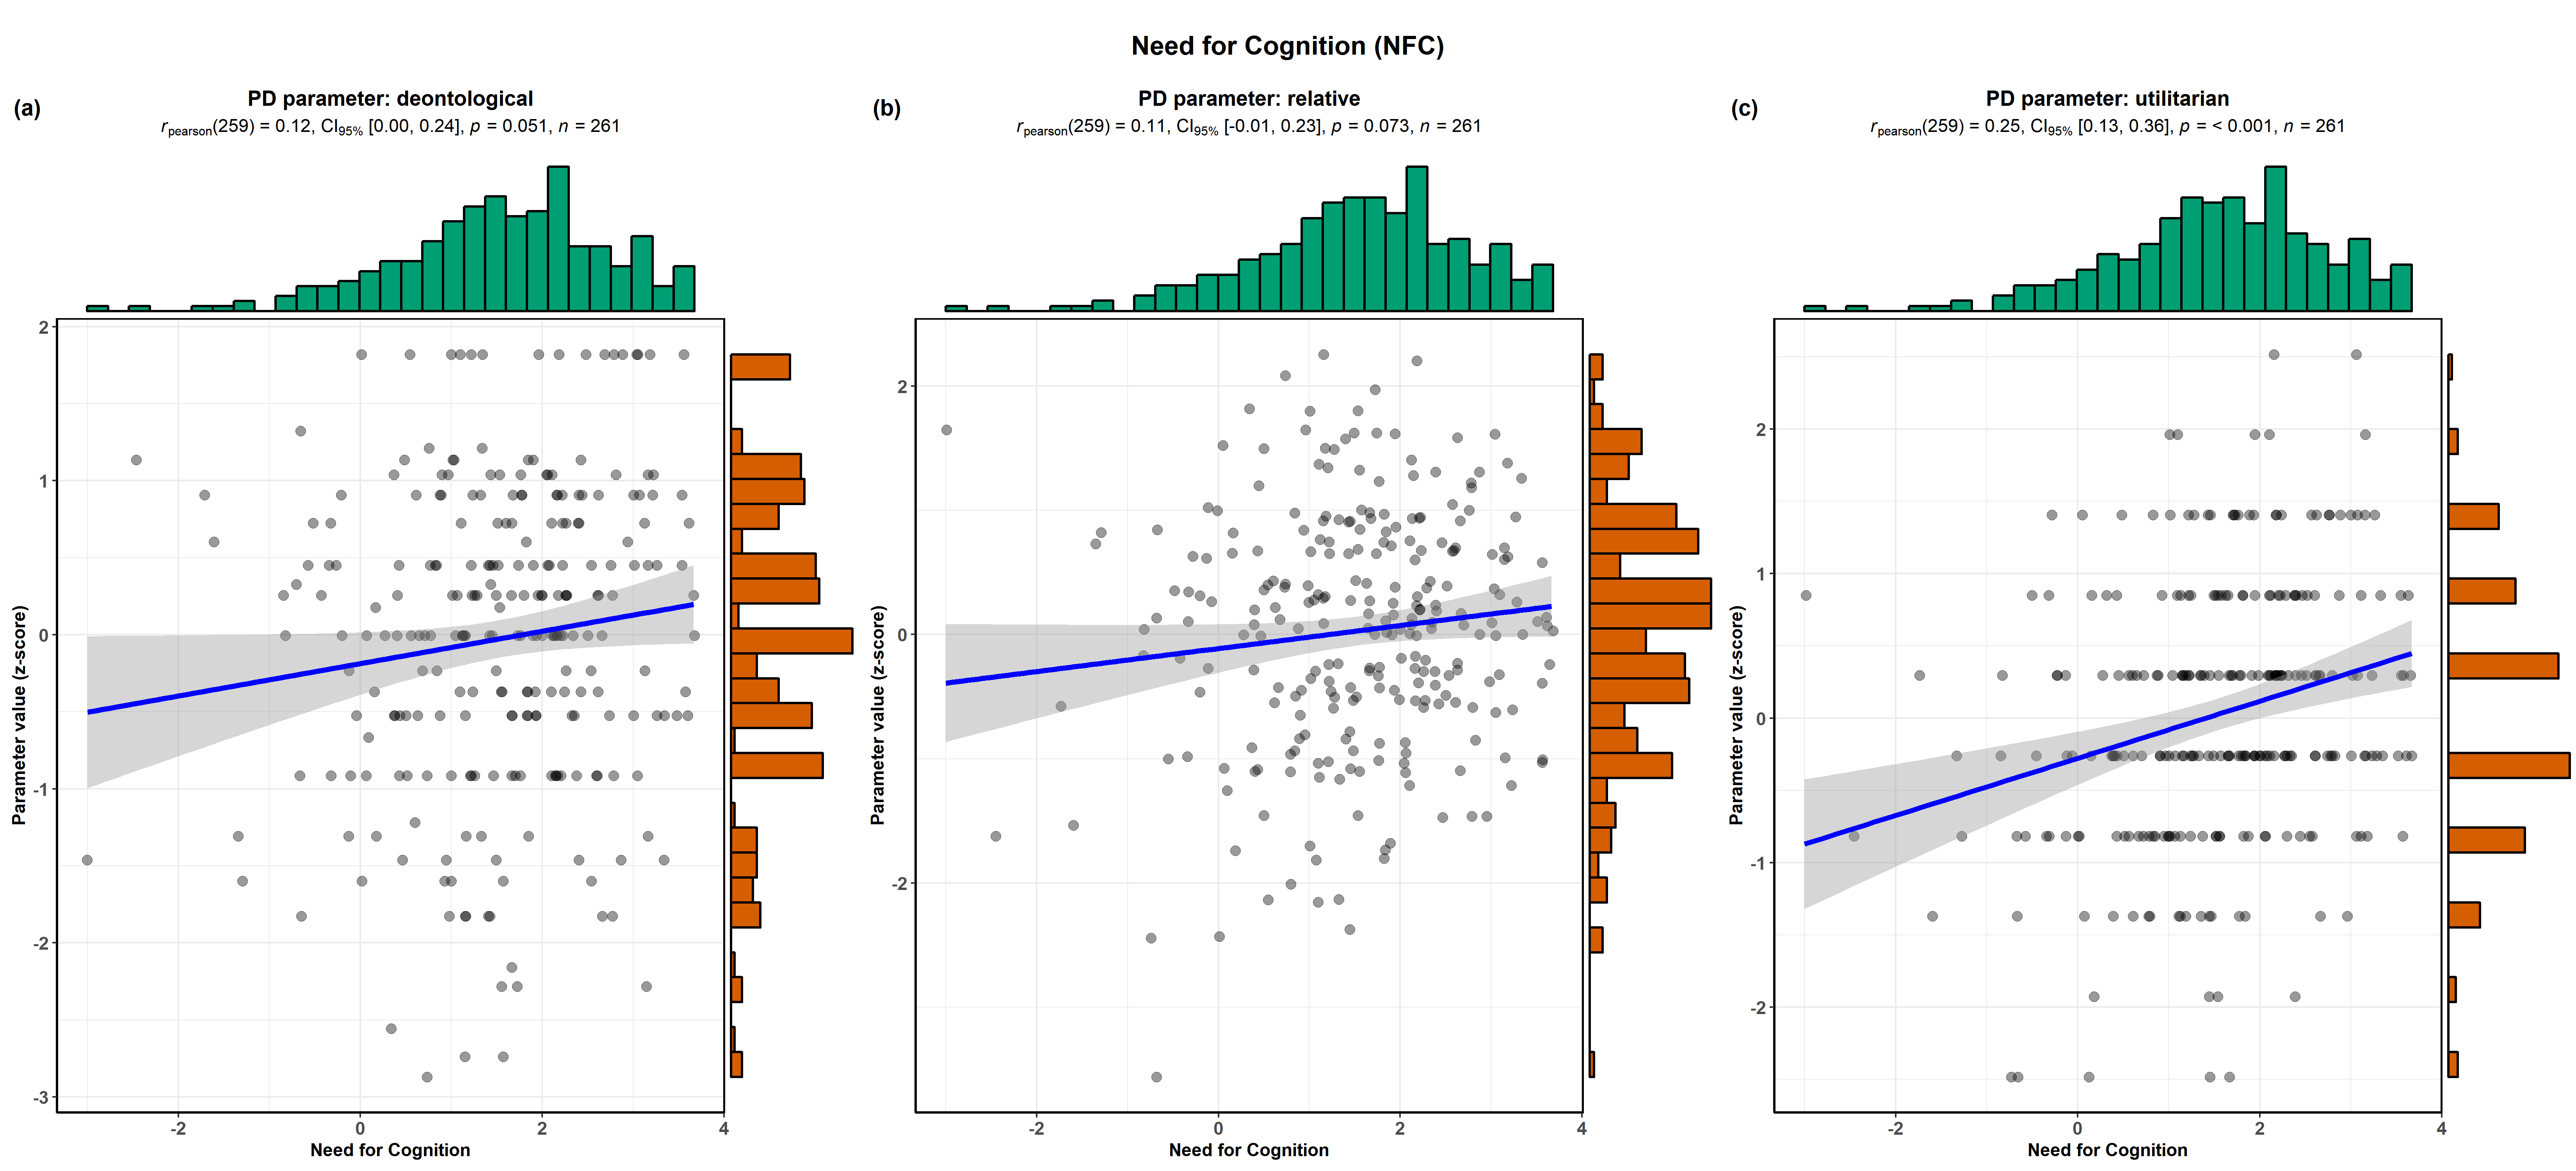 Need for Cognition (NFC)
(a)
PD parameter: deontological
rpearson(259) = 0.12, CI95% [0.00, 0.24], p = 0.051, n = 261
2
1
0
-1
-2
-3
Parameter value (z-score)
-2 0 2 4
Need for Cognition
(b)
PD parameter: relative
rpearson(259) = 0.11, CI95% [-0.01, 0.23], p = 0.073, n = 261
2
0
-2
Parameter value (z-score)
-2 0 2 4
Need for Cognition
(c)
PD parameter: utilitarian
rpearson(259) = 0.25, CI95% [0.13, 0.36], p = < 0.001, n = 261
2
1
0
-1
-2
Parameter value (z-score)
-2 0 2 4
Need for Cognition